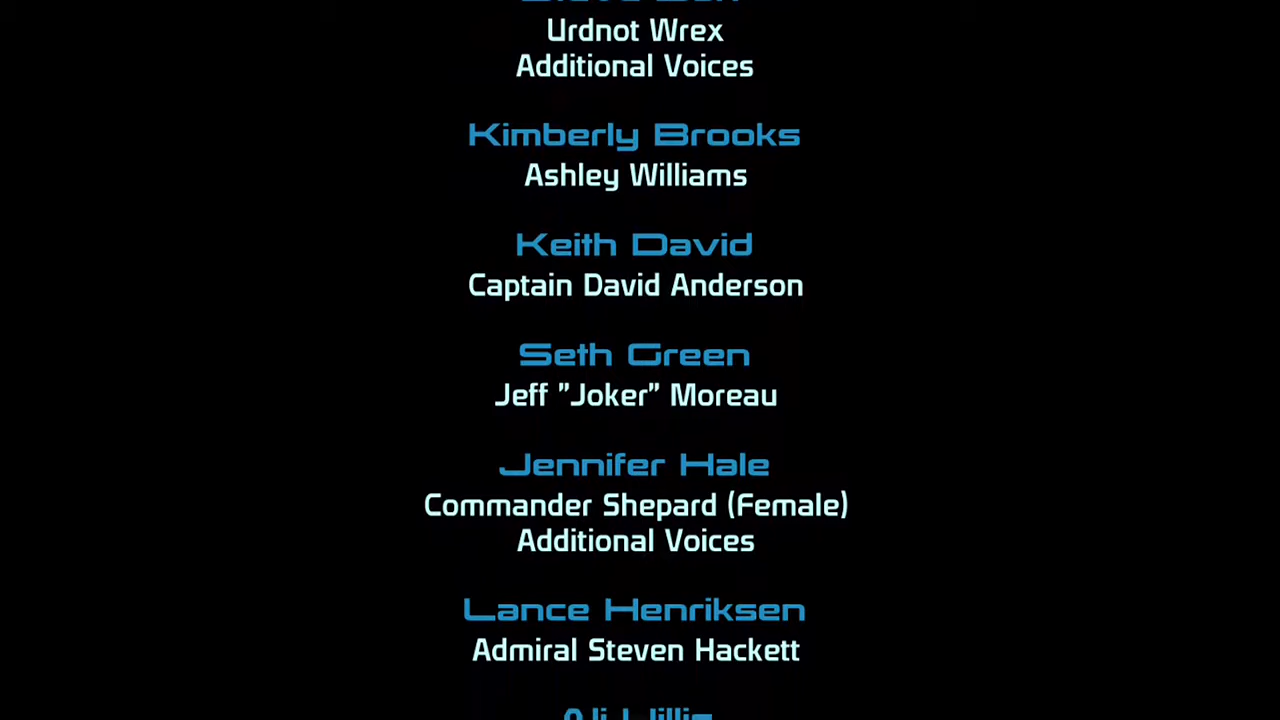 Urdnot Wrex
Additional Voices
Kimberly Brooks
Ashley Williams
Keith David
Captain David Anderson
Seth Green
Jeff "Joker" Moreau
Jennifer Hale
Commander Shepard (Female)
Additional Voices
Lance Henriksen
Admiral Steven Hackett